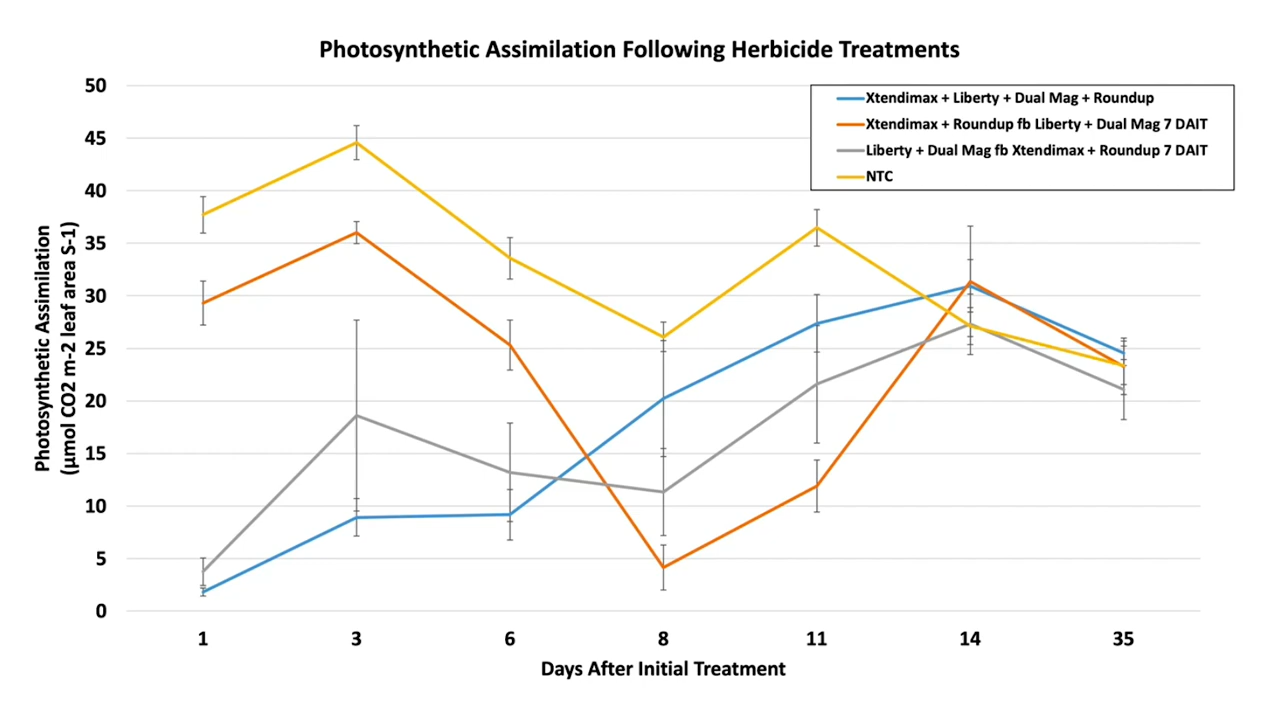 Photosynthetic Assimilation Following Herbicide Treatments
Xtendimax + Liberty + Dual Mag + Roundup
Xtendimax + Roundup fb Liberty + Dual Mag 7 DAIT
Liberty + Dual Mag fb Xtendimax + Roundup 7 DAIT
NTC
Photosynthetic Assimilation
(µmol CO2 m-2 leaf area S-1)
50
45
40
35
30
25
20
15
10
5
0
1 3 6 8 11 14 35
Days After Initial Treatment